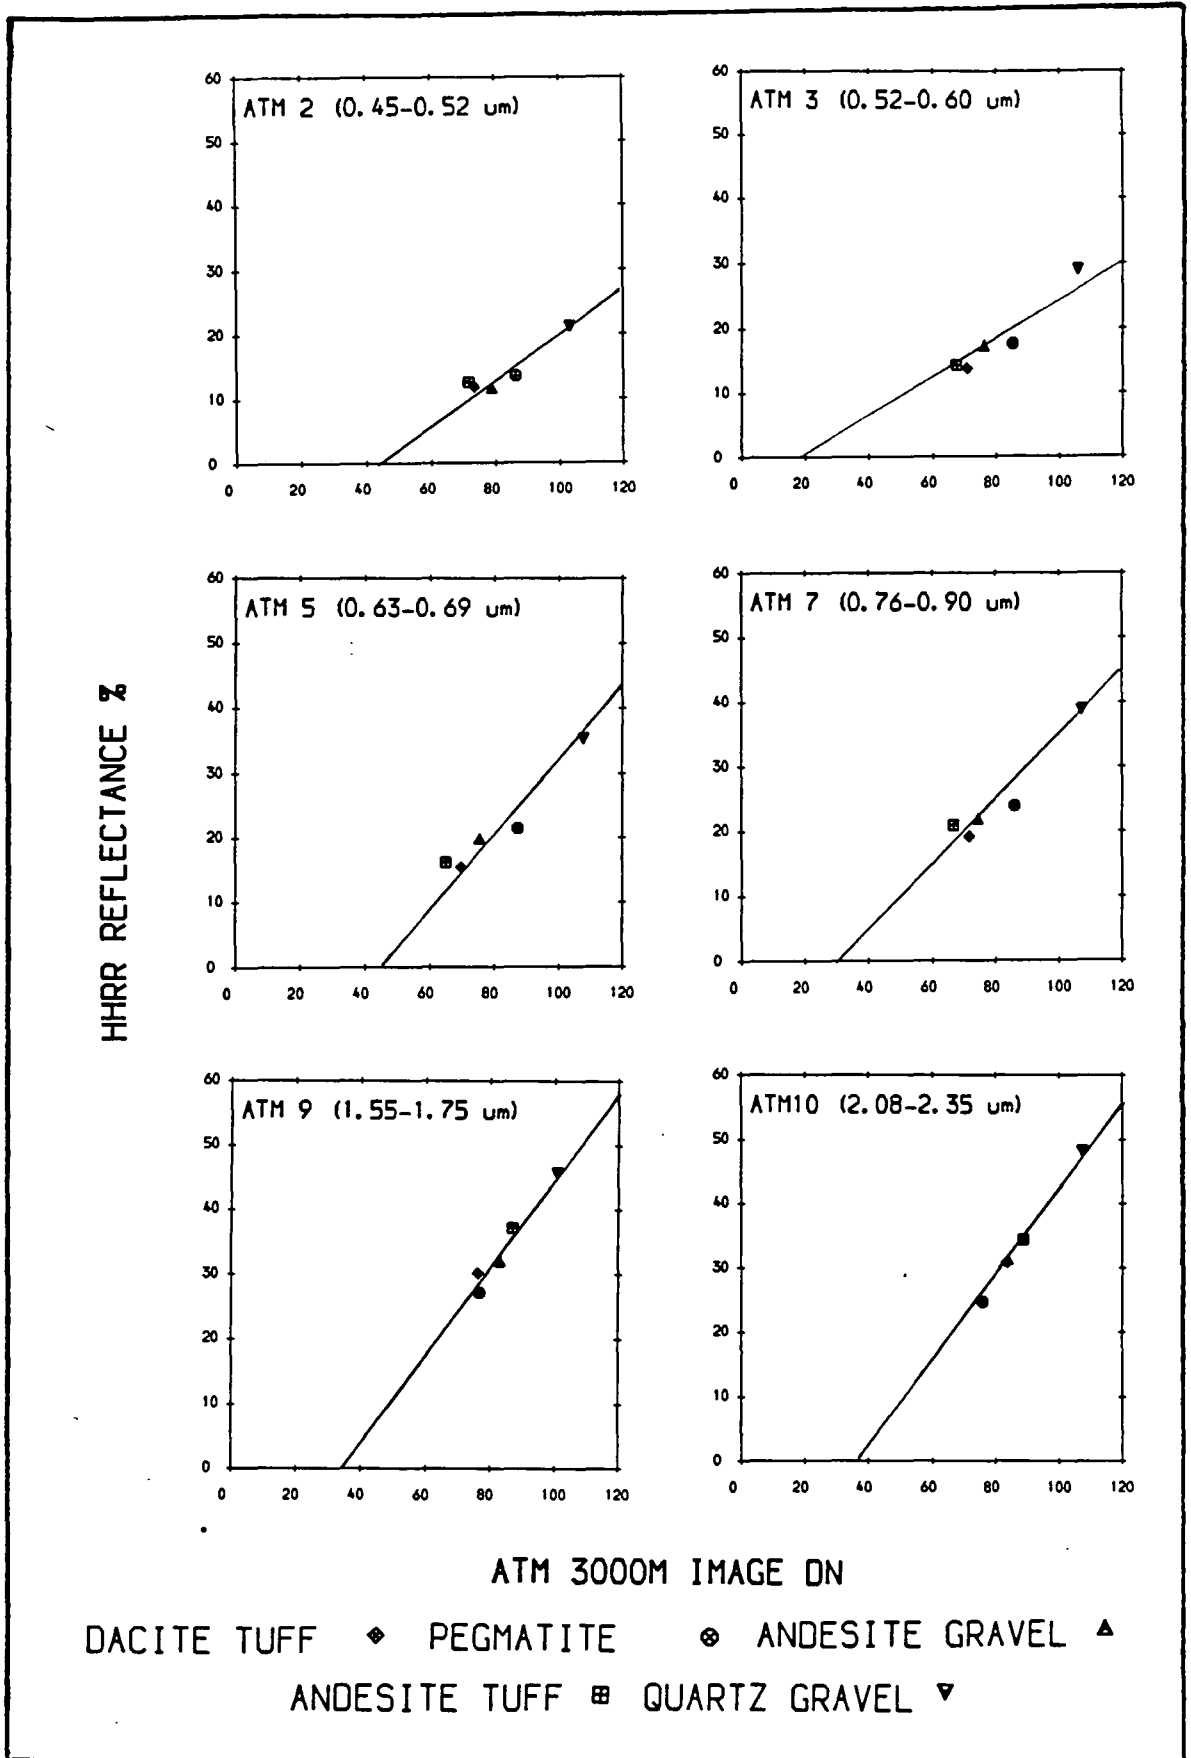 60 60
ATM 2 (0.45-0.52 um) ATM 3 (0.52-0.60 um)
50 50
40 40
30 30
20 20
10 10
0 0
0 20 40 60 80 100 120 0 20 40 60 80 100 120
60 60
ATM 5 (0.63-0.69 um) ATM 7 (0.76-0.90 um)
50 50
40 40
30 30
20 20
10 10
0 0
0 20 40 60 80 100 120 0 20 40 60 80 100 120
HHRR REFLECTANCE %
60 60
ATM 9 (1.55-1.75 um) ATM10 (2.08-2.35 um)
50 50
40 40
30 30
20 20
10 10
0 0
0 20 40 60 80 100 120 0 20 40 60 80 100 120
ATM 3000M IMAGE DN
DACITE TUFF PEGMATITE ANDESITE GRAVEL
ANDESITE TUFF QUARTZ GRAVEL